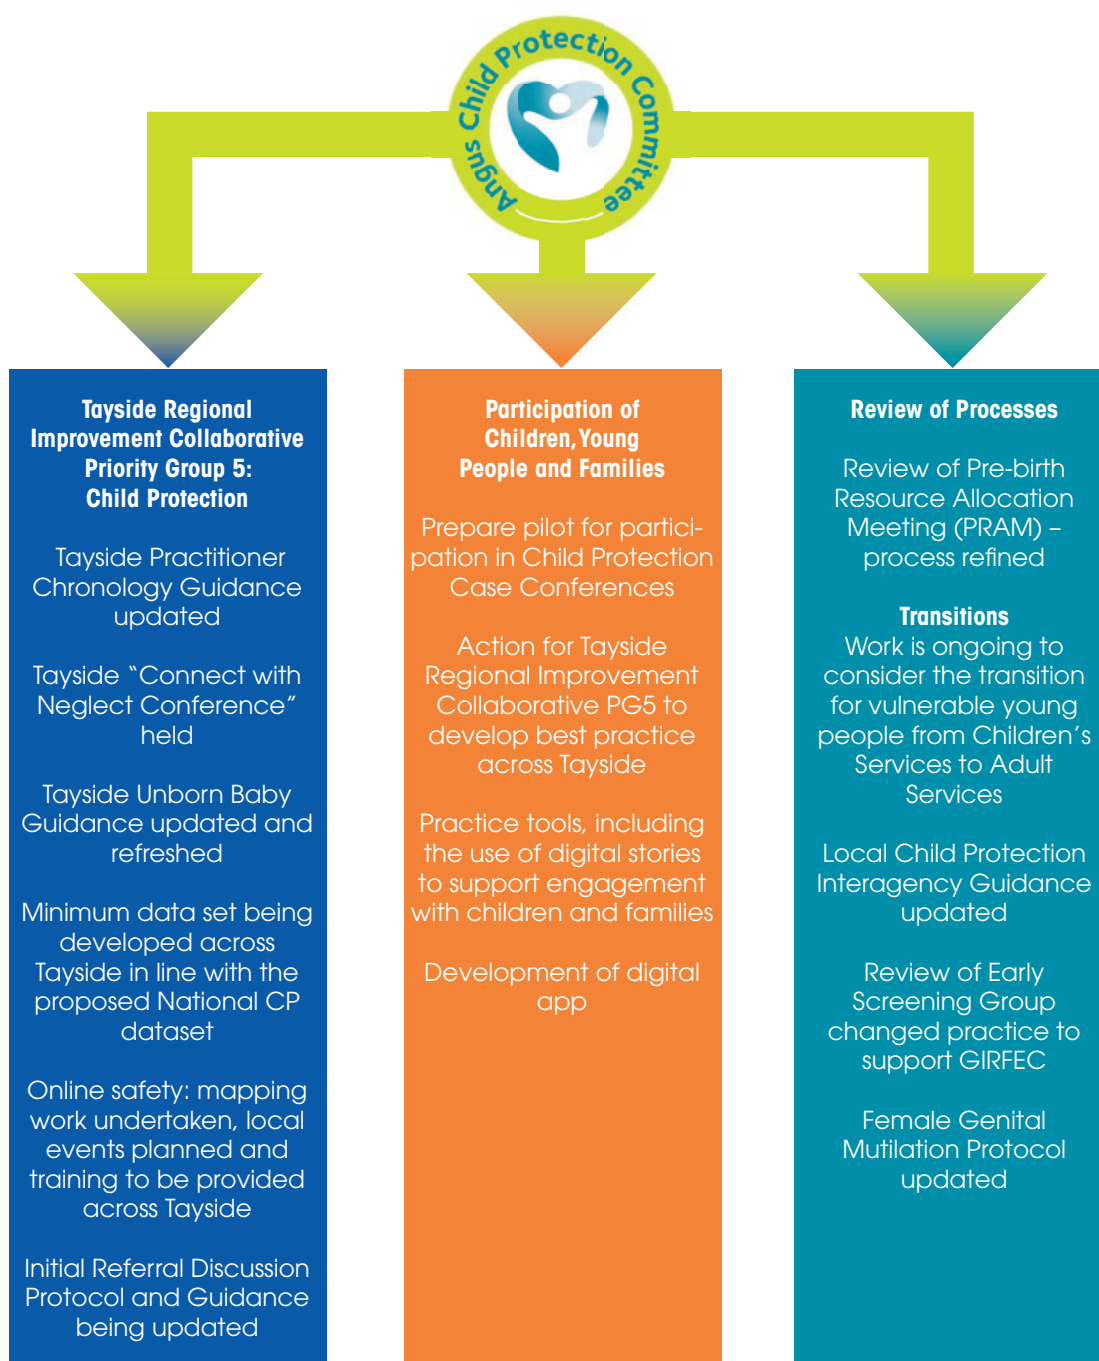 Angus Child Protection Committee
Tayside Regional
Improvement Collaborative
Priority Group 5:
Child Protection
Tayside Practitioner
Chronology Guidance
updated
Tayside “Connect with
Neglect Conference”
held
Tayside Unborn Baby
Guidance updated and
refreshed
Minimum data set being
developed across
Tayside in line with the
proposed National CP
dataset
Online safety: mapping
work undertaken, local
events planned and
training to be provided
across Tayside
Initial Referral Discussion
Protocol and Guidance
being updated
Participation of
Children, Young
People and Families
Prepare pilot for partici-
pation in Child Protection
Case Conferences
Action for Tayside
Regional Improvement
Collaborative PG5 to
develop best practice
across Tayside
Practice tools, including
the use of digital stories
to support engagement
with children and families
Development of digital
app
Review of Processes
Review of Pre-birth
Resource Allocation
Meeting (PRAM) –
process refined
Transitions
Work is ongoing to
consider the transition
for vulnerable young
people from Children’s
Services to Adult
Services
Local Child Protection
Interagency Guidance
updated
Review of Early
Screening Group
changed practice to
support GIRFEC
Female Genital
Mutilation Protocol
updated